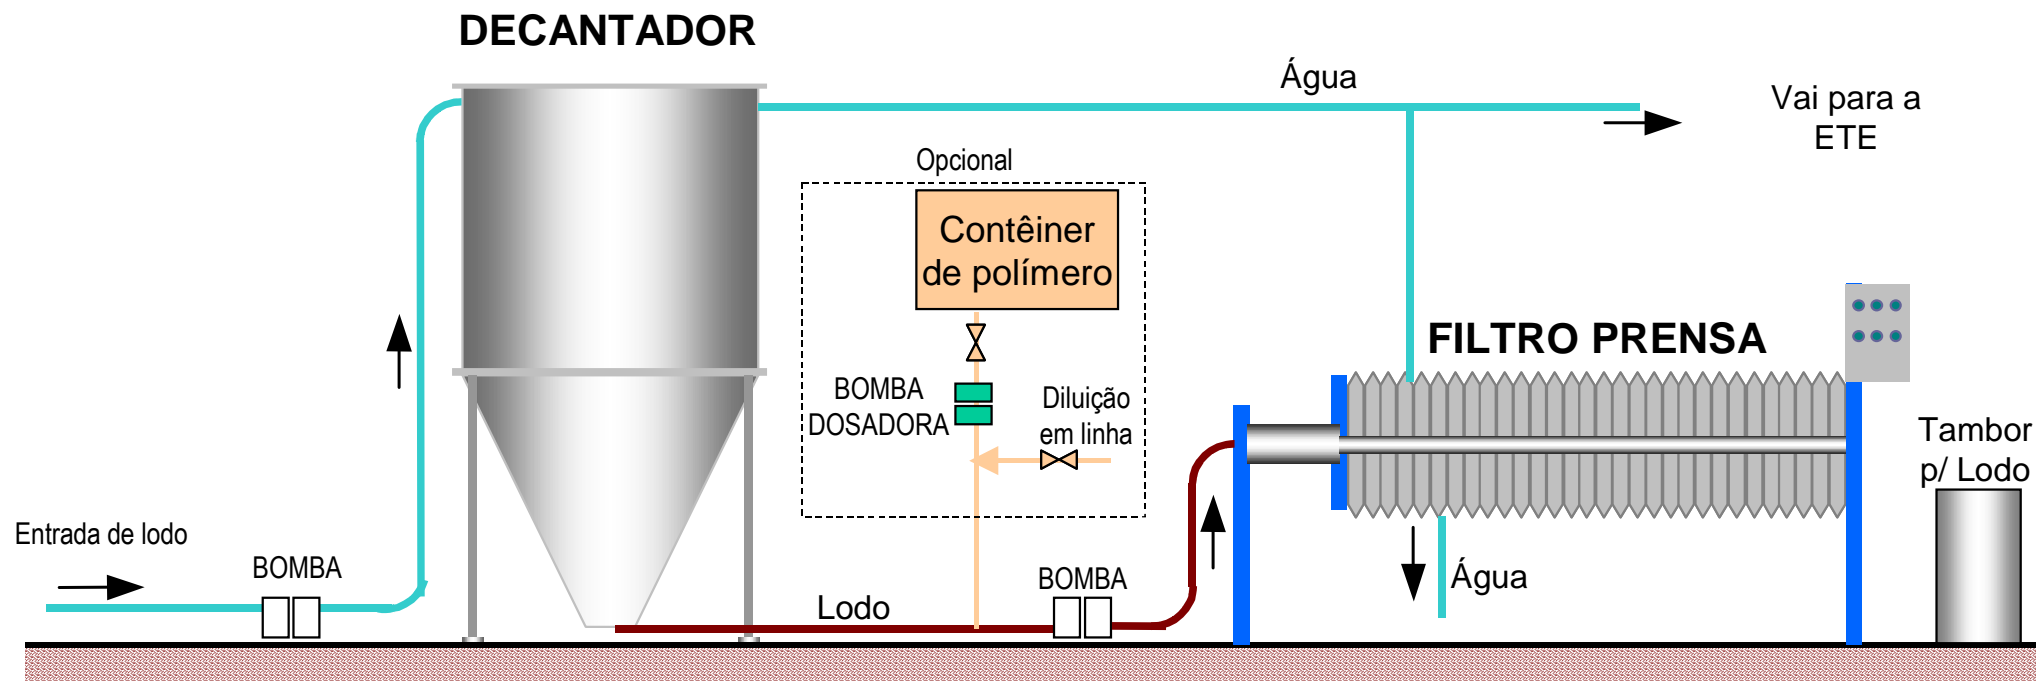 DECANTADOR
Água
Vai para a
ETE
Opcional
Contêiner
de polímero
FILTRO PRENSA
BOMBA
DOSADORA
Diluição
em linha
Tambor
p/ Lodo
Entrada de lodo
BOMBA
BOMBA
Água
Lodo